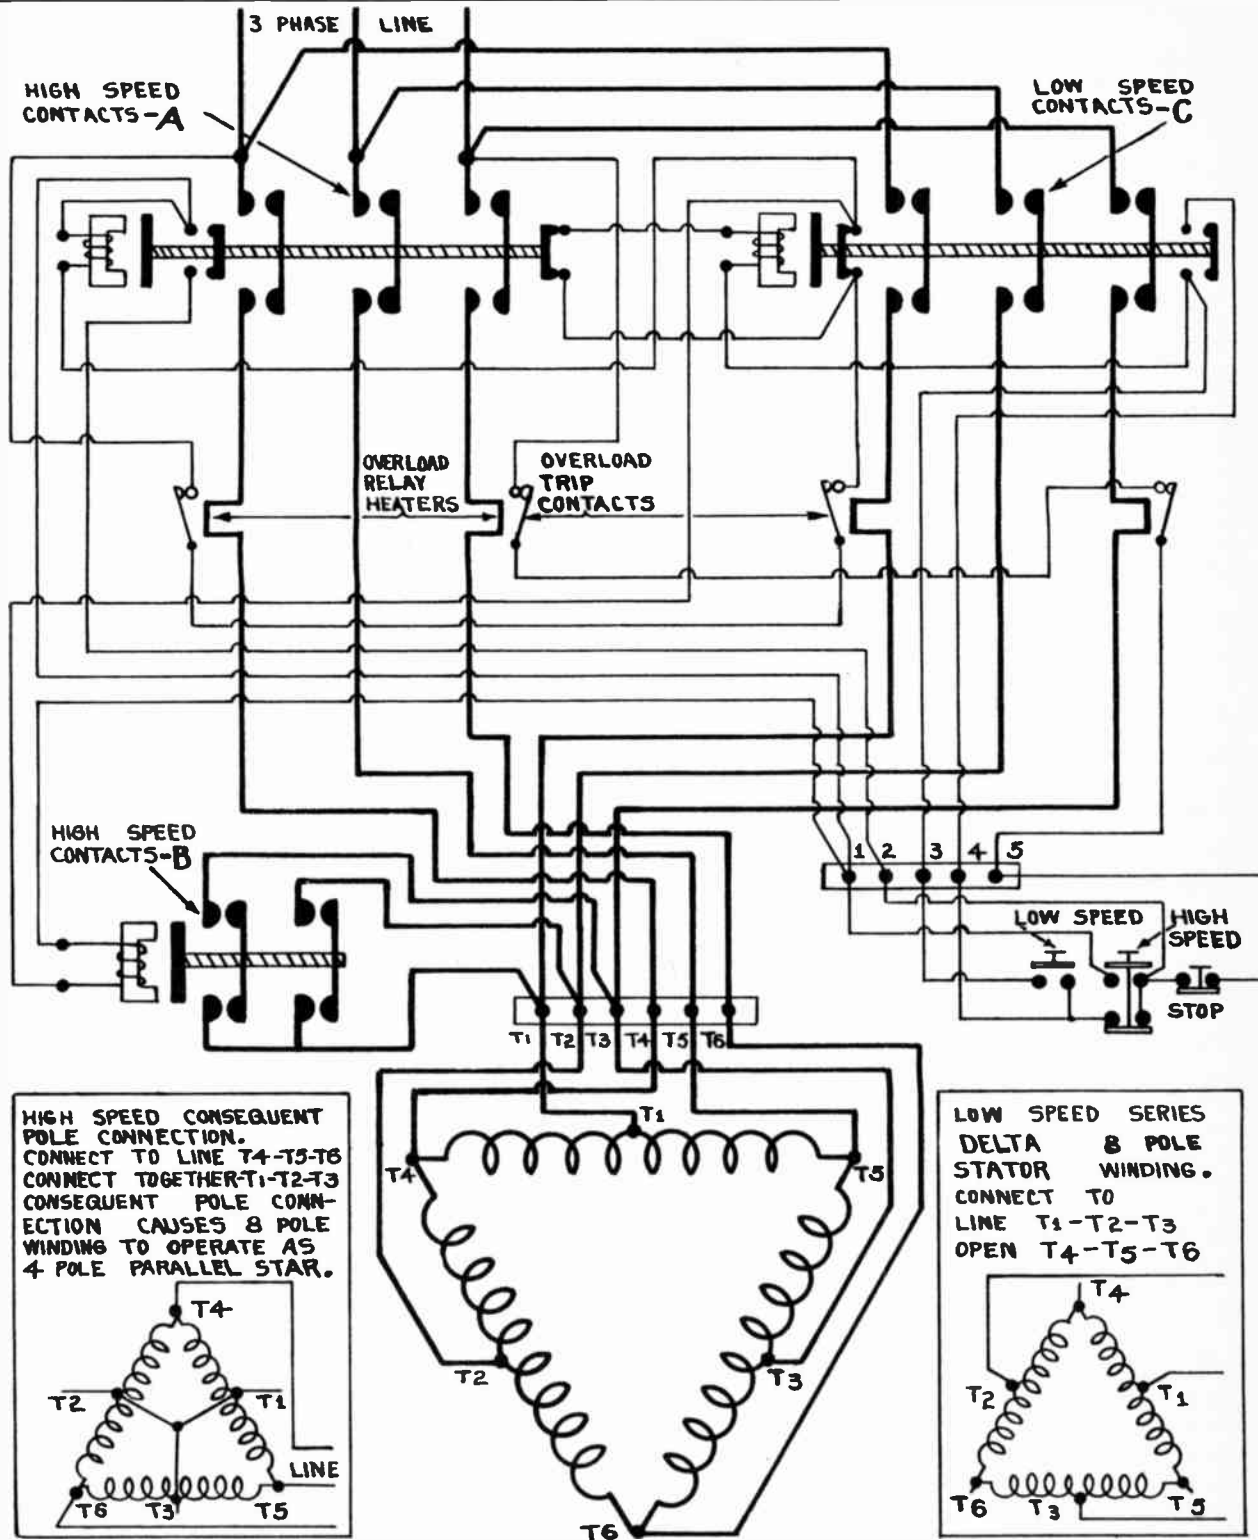 3 PHASE LINE
HIGH SPEED
CONTACTS-A
LOW SPEED
CONTACTS-C
OVERLOAD
RELAY
HEATERS
OVERLOAD
TRIP
CONTACTS
HIGH SPEED
CONTACTS-B
1 2 3 4 5
LOW SPEED
HIGH
SPEED
STOP
T1 T2 T3 T4 T5 T6
T1
T4
T5
T2
T3
T6
HIGH SPEED CONSEQUENT
POLE CONNECTION.
CONNECT TO LINE T4-T5-T6
CONNECT TOGETHER-T1-T2-T3
CONSEQUENT POLE CONN-
ECTION CAUSES 8 POLE
WINDING TO OPERATE AS
4 POLE PARALLEL STAR.
T4
T2
T1
LINE
T6 T3 T5
LOW SPEED SERIES
DELTA 8 POLE
STATOR WINDING.
CONNECT TO
LINE T1-T2-T3
OPEN T4-T5-T6
T4
T2
T1
T6 T3 T5